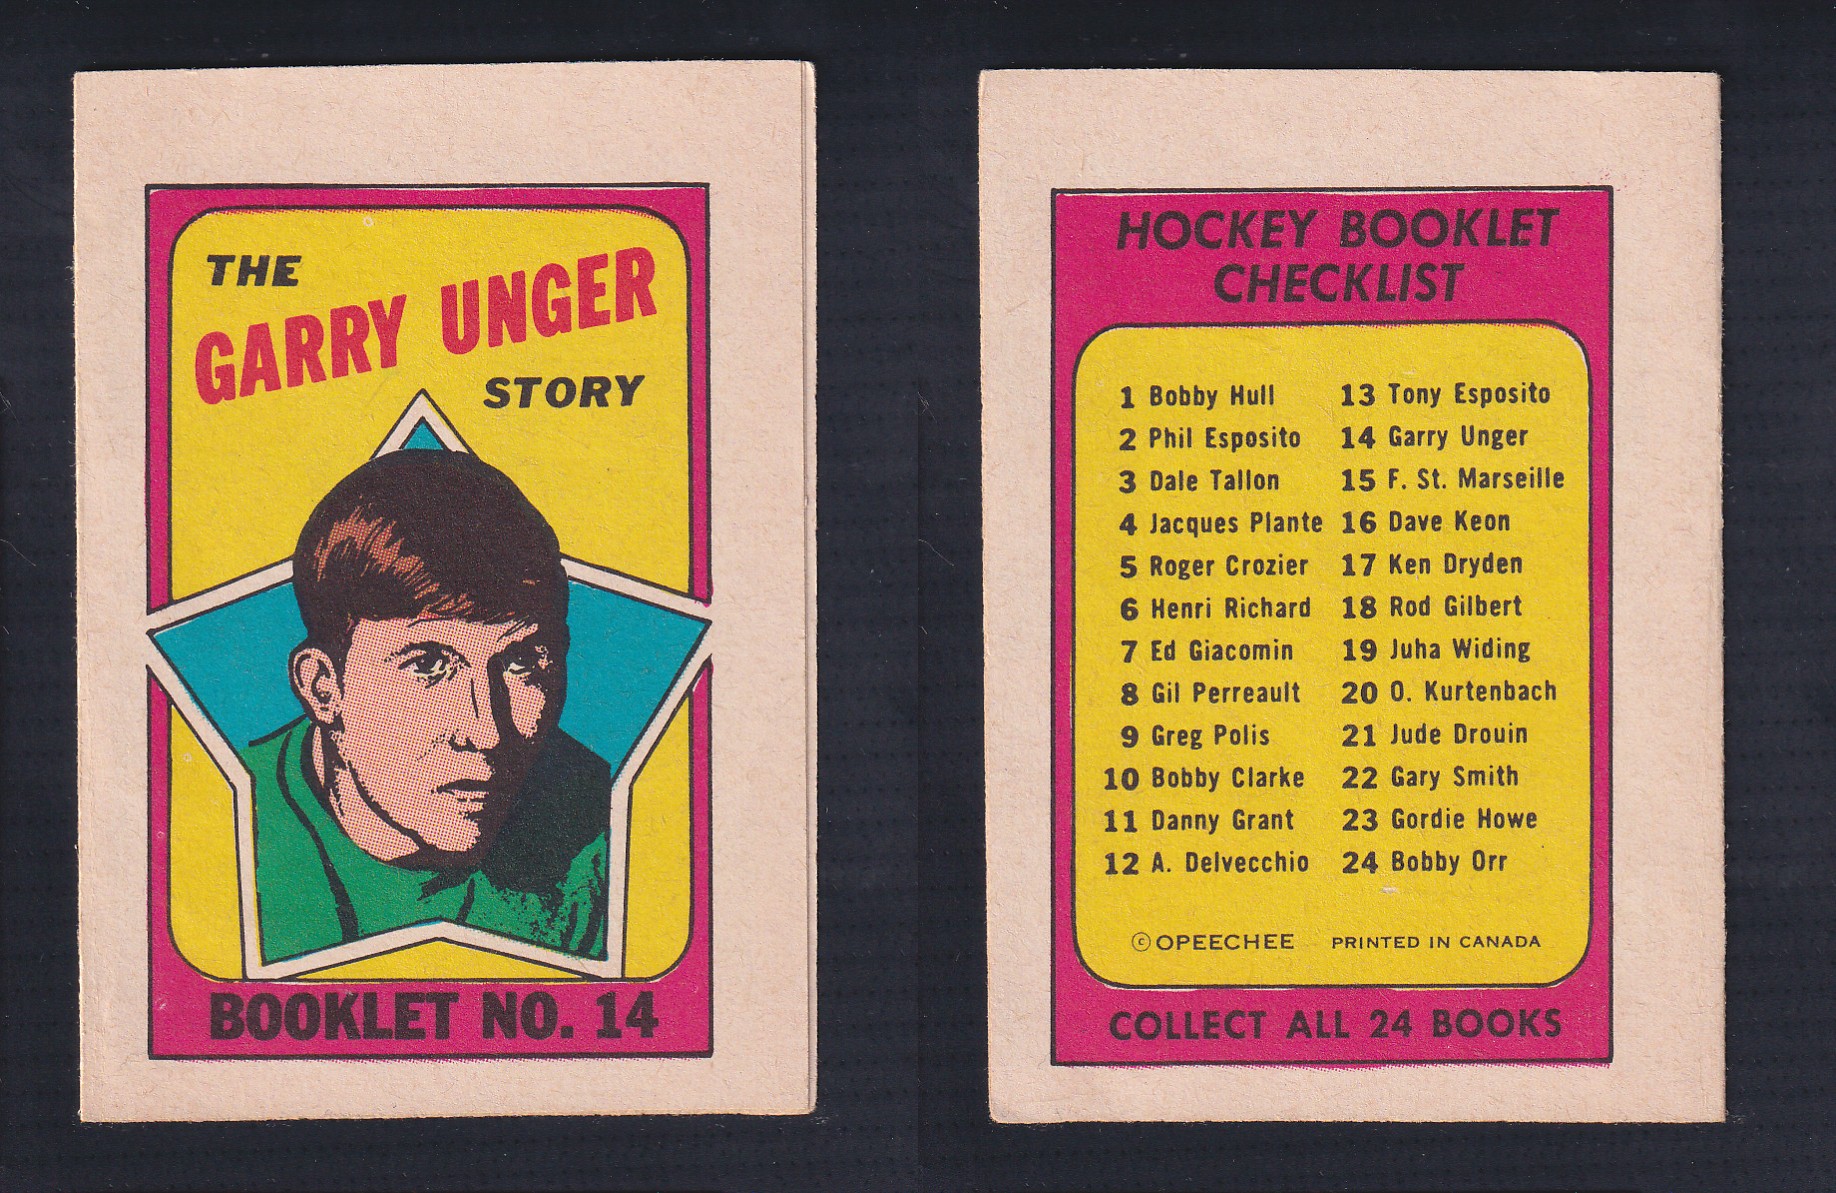 THE
GARRY UNGER
STORY
BOOKLET NO. 14
HOCKEY BOOKLET
CHECKLIST
1 Bobby Hull
2 Phil Esposito
3 Dale Tallon
4 Jacques Plante
5 Roger Crozier
6 Henri Richard
7 Ed Giacomin
8 Gil Perreault
9 Greg Polis
10 Bobby Clarke
11 Danny Grant
12 A. Delvecchio
13 Tony Esposito
14 Garry Unger
15 F. St. Marseille
16 Dave Keon
17 Ken Dryden
18 Rod Gilbert
19 Juha Widing
20 O. Kurtenbach
21 Jude Drouin
22 Gary Smith
23 Gordie Howe
24 Bobby Orr
© OPEECHEE PRINTED IN CANADA
COLLECT ALL 24 BOOKS